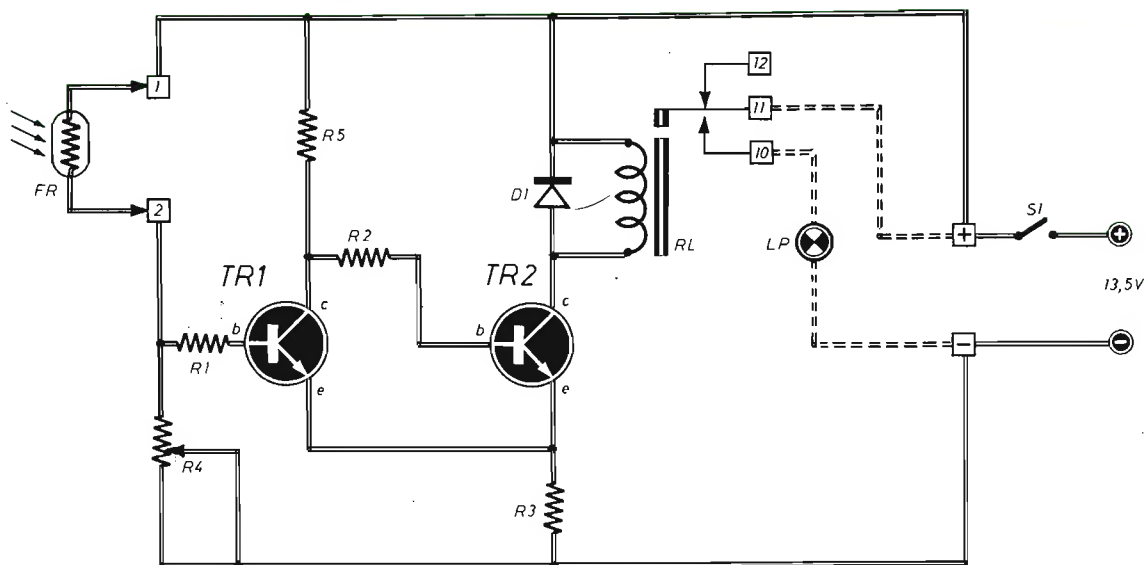 12
11
10
1
2
FR
R5
R2
D1
RL
LP
+
S1
+
13,5V
TR1
TR2
c
c
b
b
R1
e
e
−
−
R4
R3